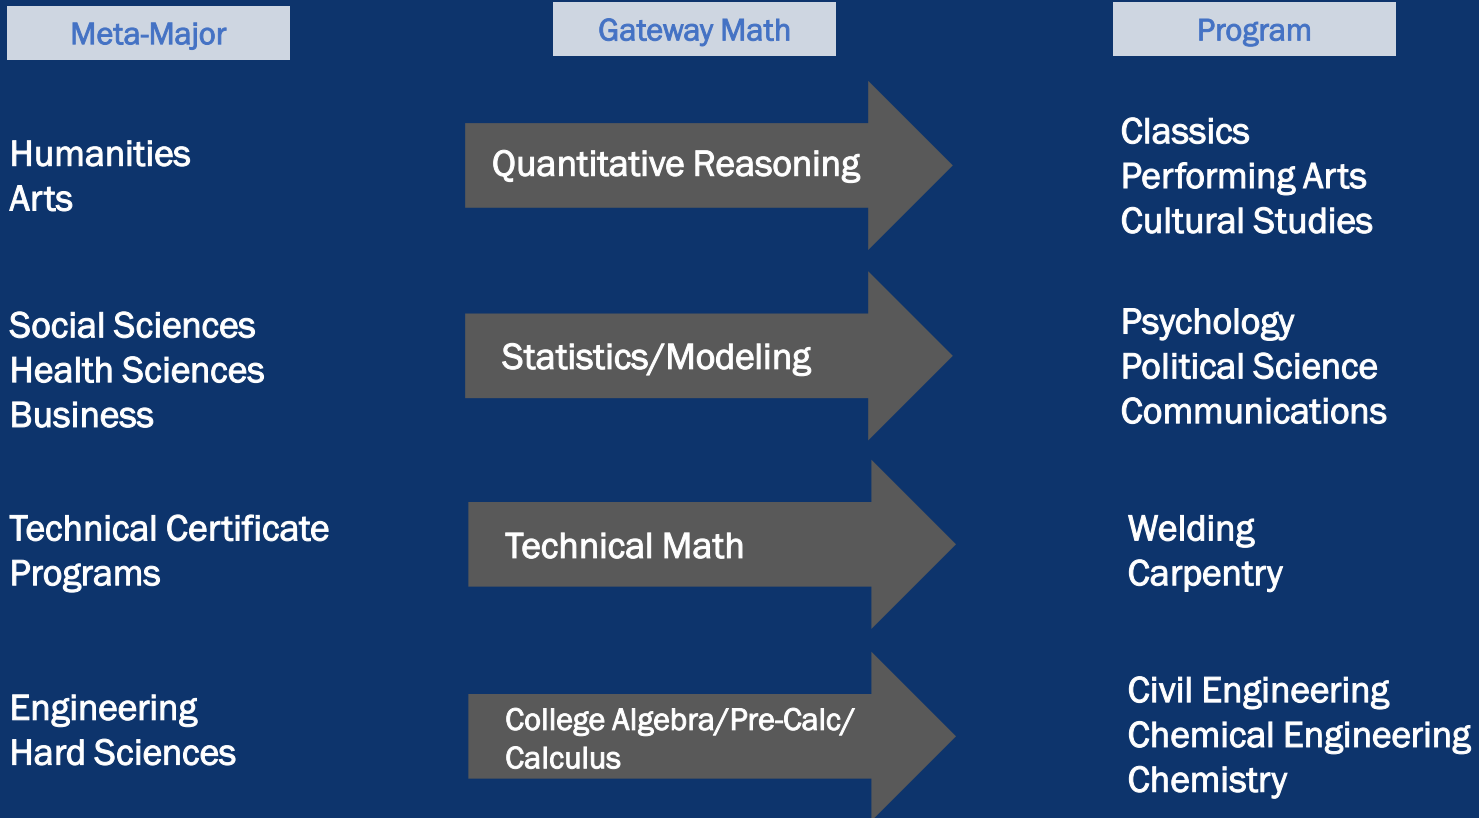 Meta-Major
Gateway Math
Program
Humanities
Arts
Quantitative Reasoning
Classics
Performing Arts
Cultural Studies
Social Sciences
Health Sciences
Business
Statistics/Modeling
Psychology
Political Science
Communications
Technical Certificate
Programs
Technical Math
Welding
Carpentry
Engineering
Hard Sciences
College Algebra/Pre-Calc/
Calculus
Civil Engineering
Chemical Engineering
Chemistry